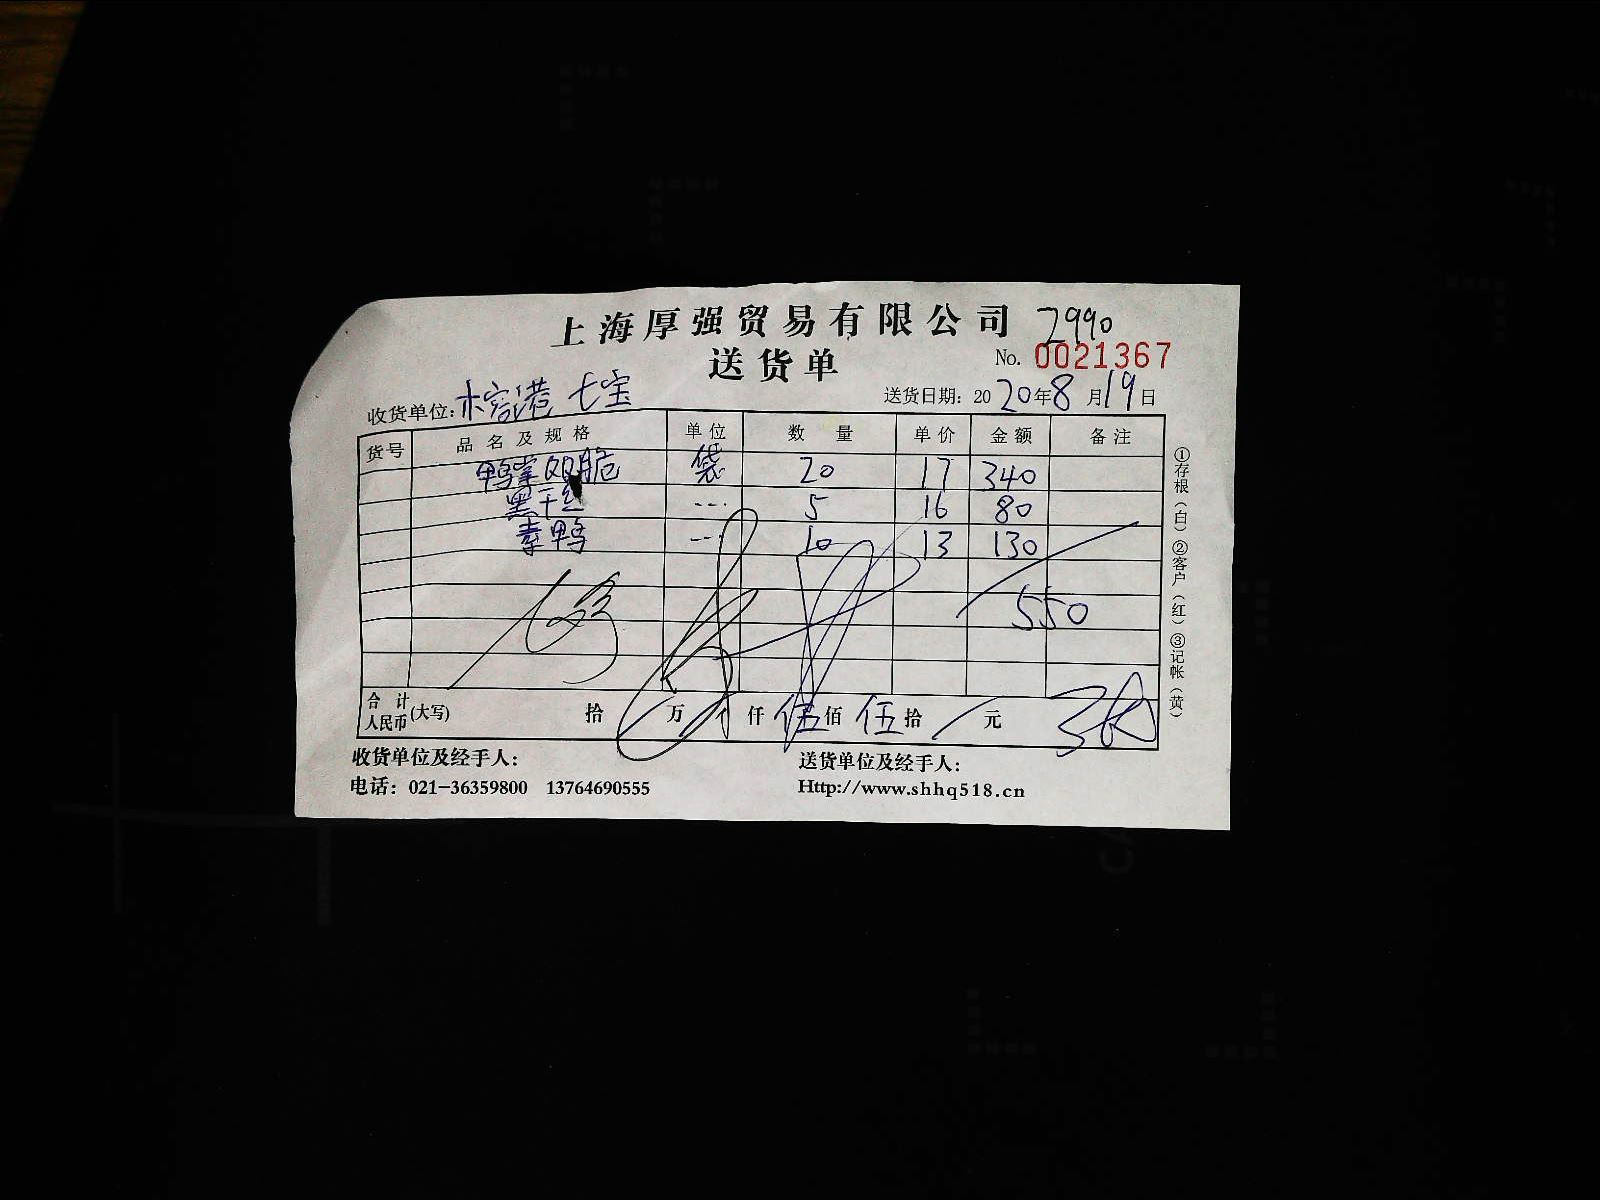 上海厚强贸易有限公司 2990
送货单 No. 0021367
收货单位:榕港 七宝 送货日期: 2020年8月19日
货号 品名及规格 单位 数量 单价 金额 备注
鸭掌双脆 袋 20 17 340
黑干丝 --- 5 16 80
素鸭 --- 10 13 130
550
合计人民币(大写) 拾 万 仟 伍佰 伍拾 元
收货单位及经手人: 送货单位及经手人:
电话: 021-36359800 13764690555 Http://www.shhq518.cn
①存根(白)②客户(红)③记帐(黄)